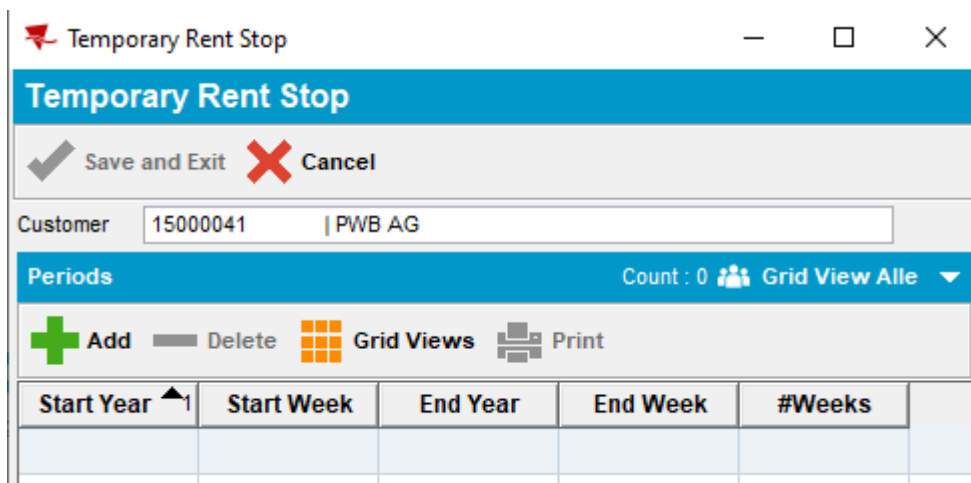 Temporary Rent Stop
Temporary Rent Stop
Save and Exit Cancel
Customer 15000041 | PWB AG
Periods Count : 0 Grid View Alle
Add Delete Grid Views Print
Start Year 1 Start Week End Year End Week #Weeks